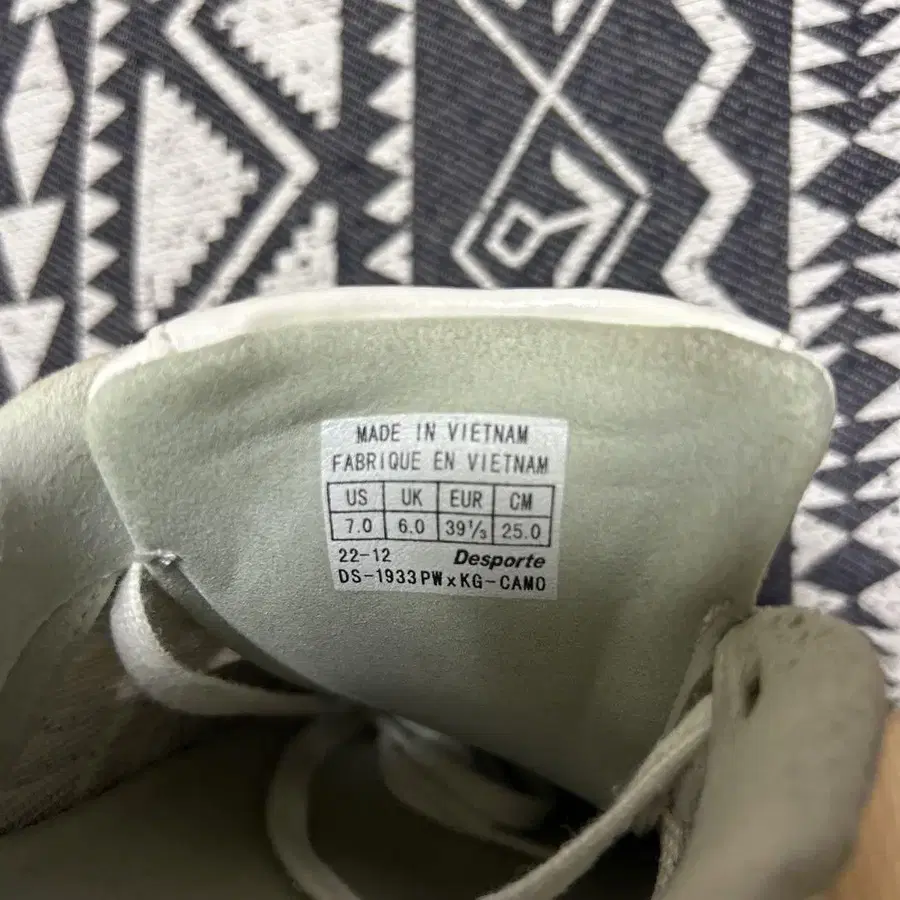 MADE IN VIETNAM
FABRIQUE EN VIETNAM
US UK EUR CM
7.0 6.0 39⅓ 25.0
22-12 Desporte
DS-1933PW×KG-CAMO